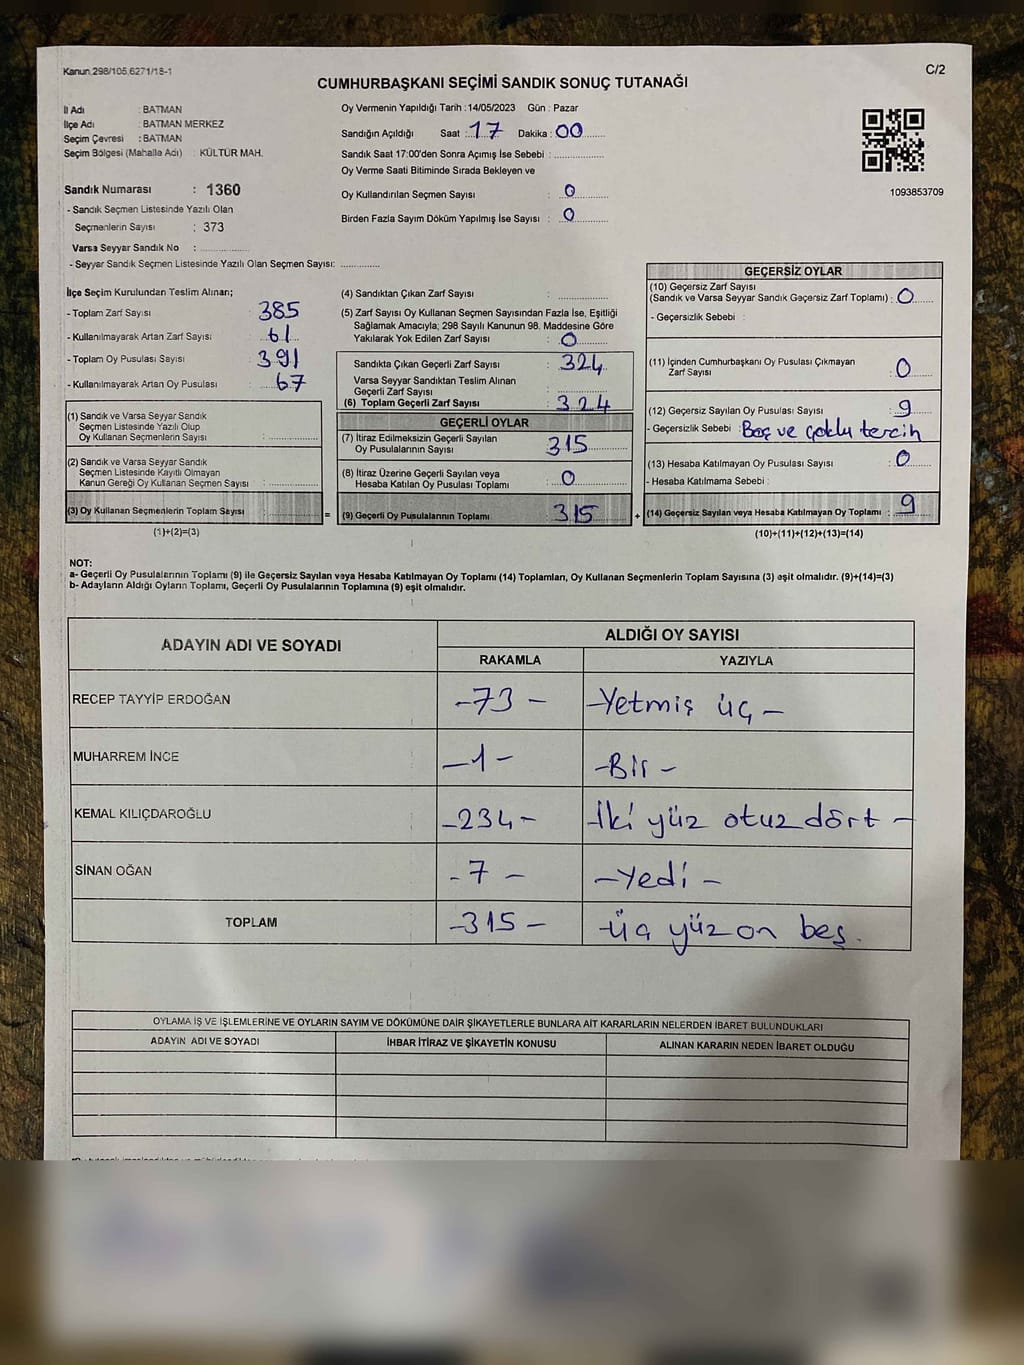 Kanun,298/105,6271/18-1
C/2
CUMHURBAŞKANI SEÇİMİ SANDIK SONUÇ TUTANAĞI
İl Adı : BATMAN
İlçe Adı : BATMAN MERKEZ
Seçim Çevresi : BATMAN
Seçim Bölgesi (Mahalle Adı) : KÜLTÜR MAH.
Sandık Numarası : 1360
- Sandık Seçmen Listesinde Yazılı Olan
Seçmenlerin Sayısı : 373
Varsa Seyyar Sandık No : ..............
- Seyyar Sandık Seçmen Listesinde Yazılı Olan Seçmen Sayısı: ............
Oy Vermenin Yapıldığı Tarih : 14/05/2023 Gün : Pazar
Sandığın Açıldığı Saat : 17 Dakika : 00
Sandık Saat 17:00'den Sonra Açımış İse Sebebi : ..............
Oy Verme Saati Bitiminde Sırada Bekleyen ve
Oy Kullandırılan Seçmen Sayısı : 0
Birden Fazla Sayım Döküm Yapılmış İse Sayısı : 0
1093853709
İlçe Seçim Kurulundan Teslim Alınan;
- Toplam Zarf Sayısı : 385
- Kullanılmayarak Artan Zarf Sayısı : 61
- Toplam Oy Pusulası Sayısı : 391
- Kullanılmayarak Artan Oy Pusulası : 67
(1) Sandık ve Varsa Seyyar Sandık
Seçmen Listesinde Yazılı Olup
Oy Kullanan Seçmenlerin Sayısı : ..............
(2) Sandık ve Varsa Seyyar Sandık
Seçmen Listesinde Kayıtlı Olmayan
Kanun Gereği Oy Kullanan Seçmen Sayısı : ..............
(3) Oy Kullanan Seçmenlerin Toplam Sayısı : ..............
(1)+(2)=(3)
=
(4) Sandıktan Çıkan Zarf Sayısı : ..............
(5) Zarf Sayısı Oy Kullanan Seçmen Sayısından Fazla İse, Eşitliği
Sağlamak Amacıyla; 298 Sayılı Kanunun 98. Maddesine Göre
Yakılarak Yok Edilen Zarf Sayısı : 0
Sandıkta Çıkan Geçerli Zarf Sayısı : 324
Varsa Seyyar Sandıktan Teslim Alınan
Geçerli Zarf Sayısı : ..............
(6) Toplam Geçerli Zarf Sayısı : 324
GEÇERLİ OYLAR
(7) İtiraz Edilmeksizin Geçerli Sayılan
Oy Pusulalarının Sayısı : 315
(8) İtiraz Üzerine Geçerli Sayılan veya
Hesaba Katılan Oy Pusulası Toplamı : 0
(9) Geçerli Oy Pusulalarının Toplamı : 315
+
GEÇERSİZ OYLAR
(10) Geçersiz Zarf Sayısı
(Sandık ve Varsa Seyyar Sandık Geçersiz Zarf Toplamı) : 0
- Geçersizlik Sebebi :
(11) İçinden Cumhurbaşkanı Oy Pusulası Çıkmayan
Zarf Sayısı : 0
(12) Geçersiz Sayılan Oy Pusulası Sayısı : 9
- Geçersizlik Sebebi : Boş ve çoklu tercih
(13) Hesaba Katılmayan Oy Pusulası Sayısı : 0
- Hesaba Katılmama Sebebi :
(14) Geçersiz Sayılan veya Hesaba Katılmayan Oy Toplamı : 9
(10)+(11)+(12)+(13)=(14)
NOT:
a- Geçerli Oy Pusulalarının Toplamı (9) ile Geçersiz Sayılan veya Hesaba Katılmayan Oy Toplamı (14) Toplamları, Oy Kullanan Seçmenlerin Toplam Sayısına (3) eşit olmalıdır. (9)+(14)=(3)
b- Adayların Aldığı Oyların Toplamı, Geçerli Oy Pusulalarının Toplamına (9) eşit olmalıdır.
ADAYIN ADI VE SOYADI
ALDIĞI OY SAYISI
RAKAMLA YAZIYLA
RECEP TAYYİP ERDOĞAN -73- -Yetmiş üç-
MUHARREM İNCE -1- -Bir-
KEMAL KILIÇDAROĞLU -234- -İki yüz otuz dört-
SİNAN OĞAN -7- -Yedi-
TOPLAM -315- -üç yüz on beş.
OYLAMA İŞ VE İŞLEMLERİNE VE OYLARIN SAYIM VE DÖKÜMÜNE DAİR ŞİKAYETLERLE BUNLARA AİT KARARLARIN NELERDEN İBARET BULUNDUKLARI
ADAYIN ADI VE SOYADI İHBAR İTİRAZ VE ŞİKAYETİN KONUSU ALINAN KARARIN NEDEN İBARET OLDUĞU